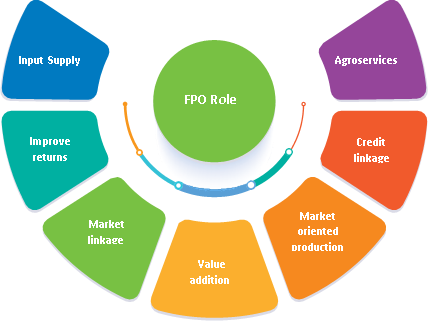 FPO Role
Input Supply
Improve
returns
Market
linkage
Value
addition
Market
oriented
production
Credit
linkage
Agroservices